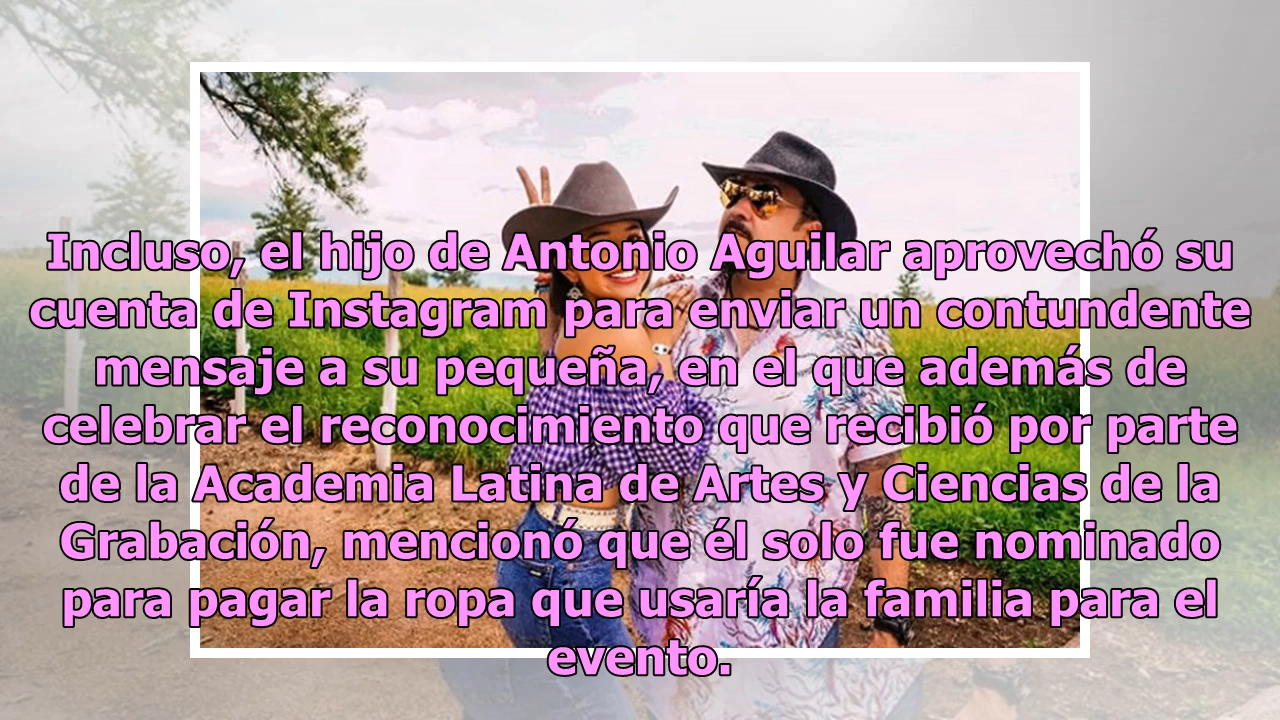 Incluso, el hijo de Antonio Aguilar aprovechó su
cuenta de Instagram para enviar un contundente
mensaje a su pequeña, en el que además de
celebrar el reconocimiento que recibió por parte
de la Academia Latina de Artes y Ciencias de la
Grabación, mencionó que él solo fue nominado
para pagar la ropa que usaría la familia para el
evento.